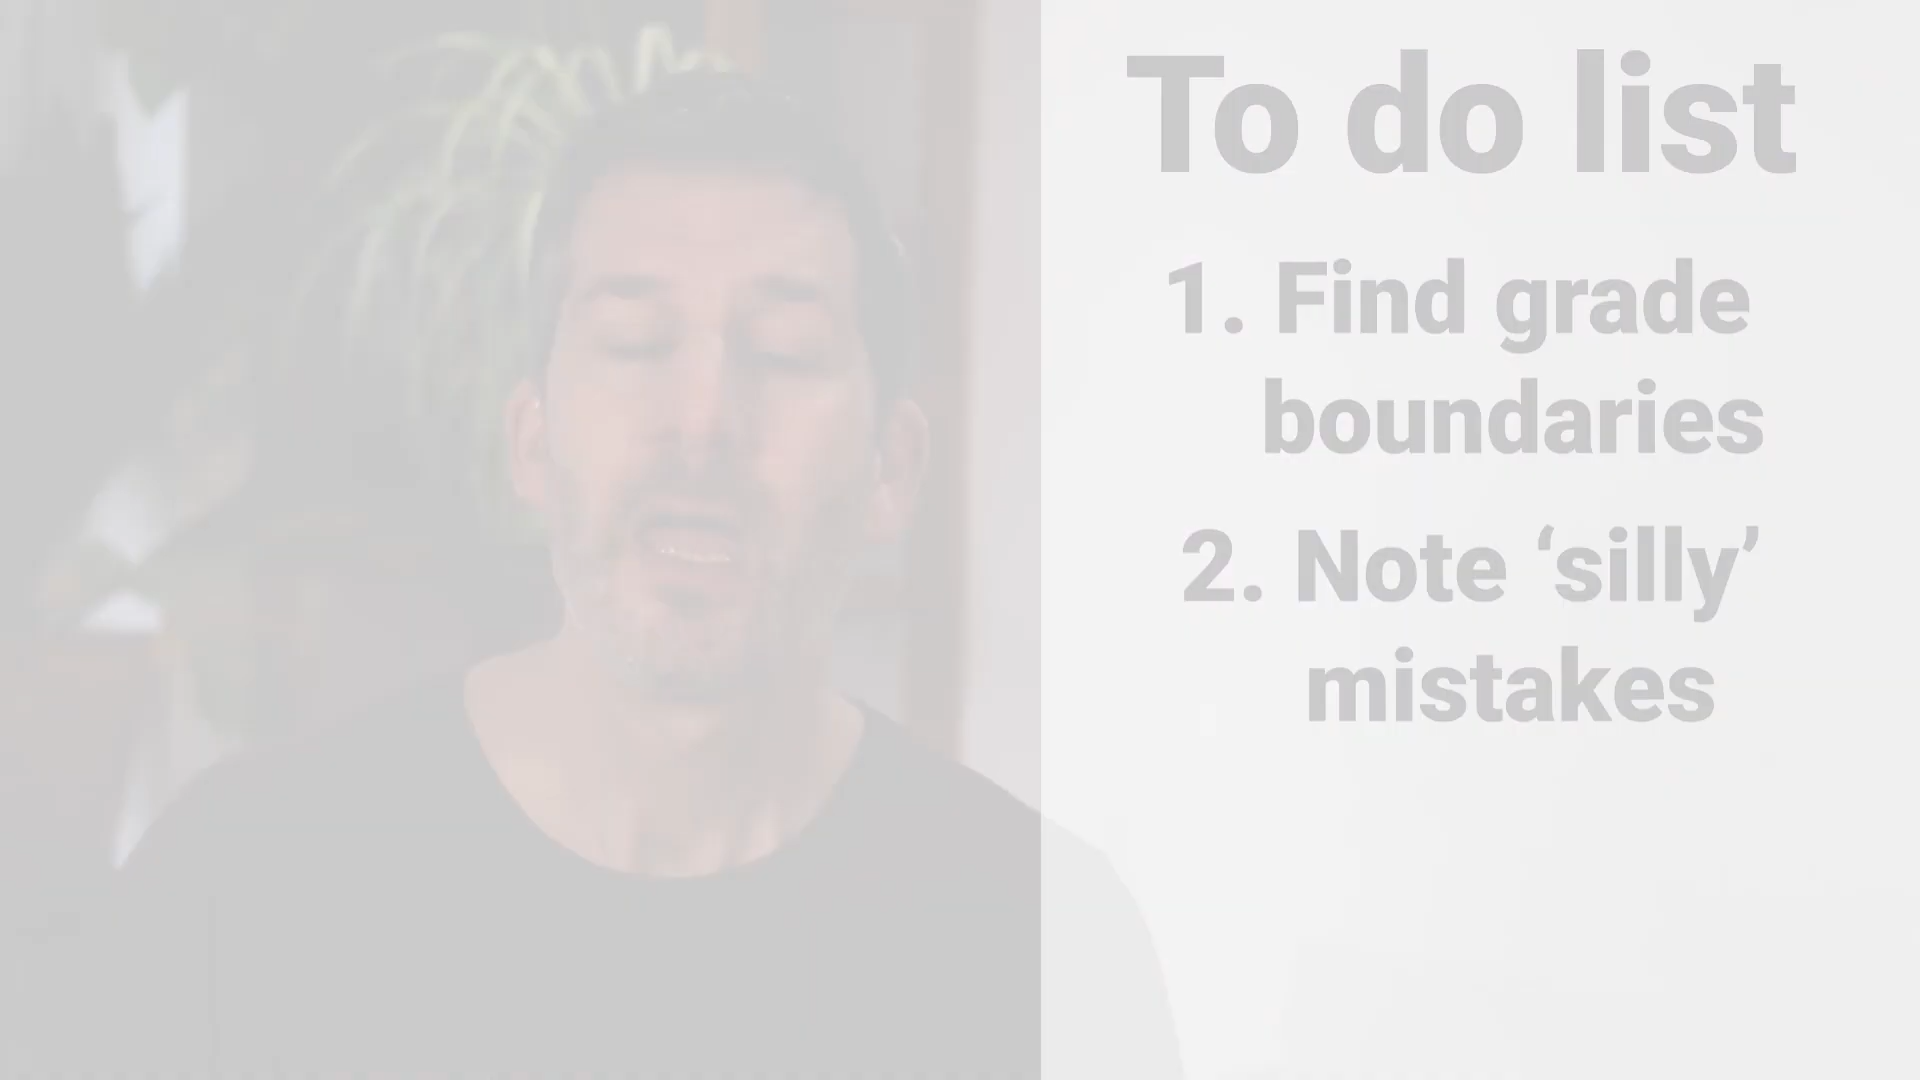 To do list
1. Find grade
boundaries
2. Note ‘silly’
mistakes